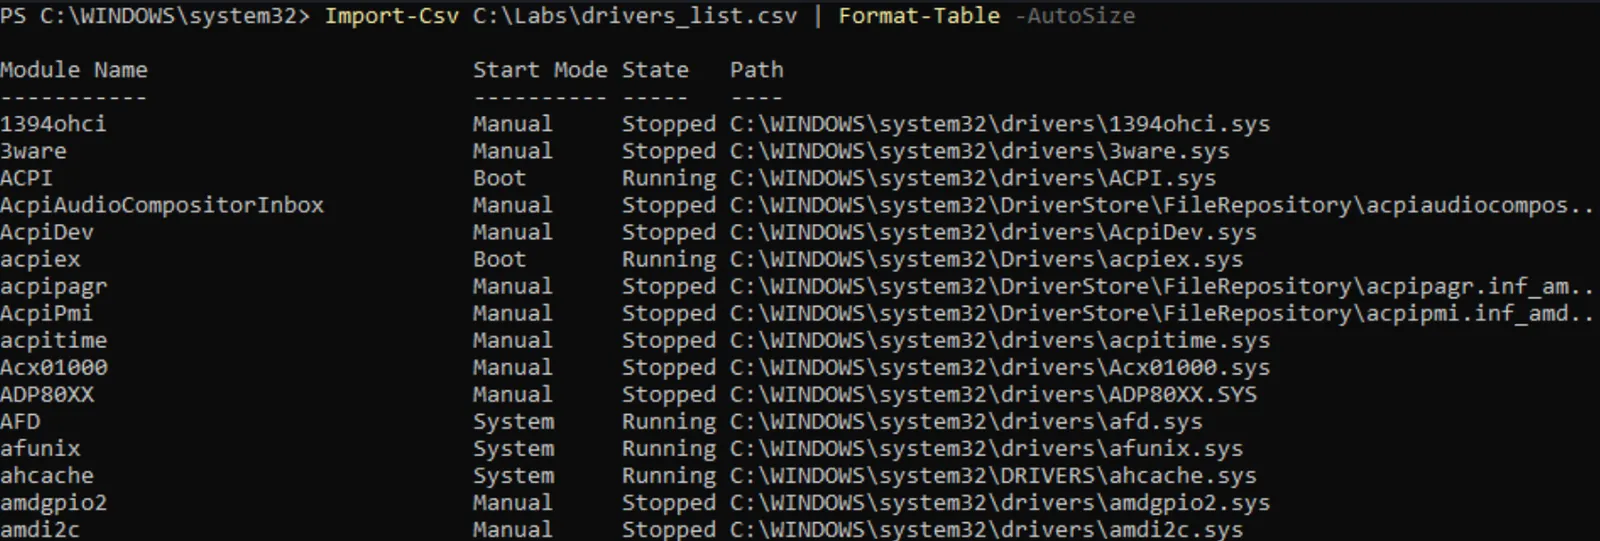 PS C:\WINDOWS\system32> Import-Csv C:\Labs\drivers_list.csv | Format-Table -AutoSize
Module Name Start Mode State Path
----------- ---------- ----- ----
1394ohci Manual Stopped C:\WINDOWS\system32\drivers\1394ohci.sys
3ware Manual Stopped C:\WINDOWS\system32\drivers\3ware.sys
ACPI Boot Running C:\WINDOWS\system32\drivers\ACPI.sys
AcpiAudioCompositorInbox Manual Stopped C:\WINDOWS\system32\DriverStore\FileRepository\acpiaudiocompos..
AcpiDev Manual Stopped C:\WINDOWS\system32\drivers\AcpiDev.sys
acpiex Boot Running C:\WINDOWS\system32\Drivers\acpiex.sys
acpipagr Manual Stopped C:\WINDOWS\system32\DriverStore\FileRepository\acpipagr.inf_am..
AcpiPmi Manual Stopped C:\WINDOWS\system32\DriverStore\FileRepository\acpipmi.inf_amd..
acpitime Manual Stopped C:\WINDOWS\system32\drivers\acpitime.sys
Acx01000 Manual Stopped C:\WINDOWS\system32\drivers\Acx01000.sys
ADP80XX Manual Stopped C:\WINDOWS\system32\drivers\ADP80XX.SYS
AFD System Running C:\WINDOWS\system32\drivers\afd.sys
afunix System Running C:\WINDOWS\system32\drivers\afunix.sys
ahcache System Running C:\WINDOWS\system32\DRIVERS\ahcache.sys
amdgpio2 Manual Stopped C:\WINDOWS\system32\drivers\amdgpio2.sys
amdi2c Manual Stopped C:\WINDOWS\system32\drivers\amdi2c.sys